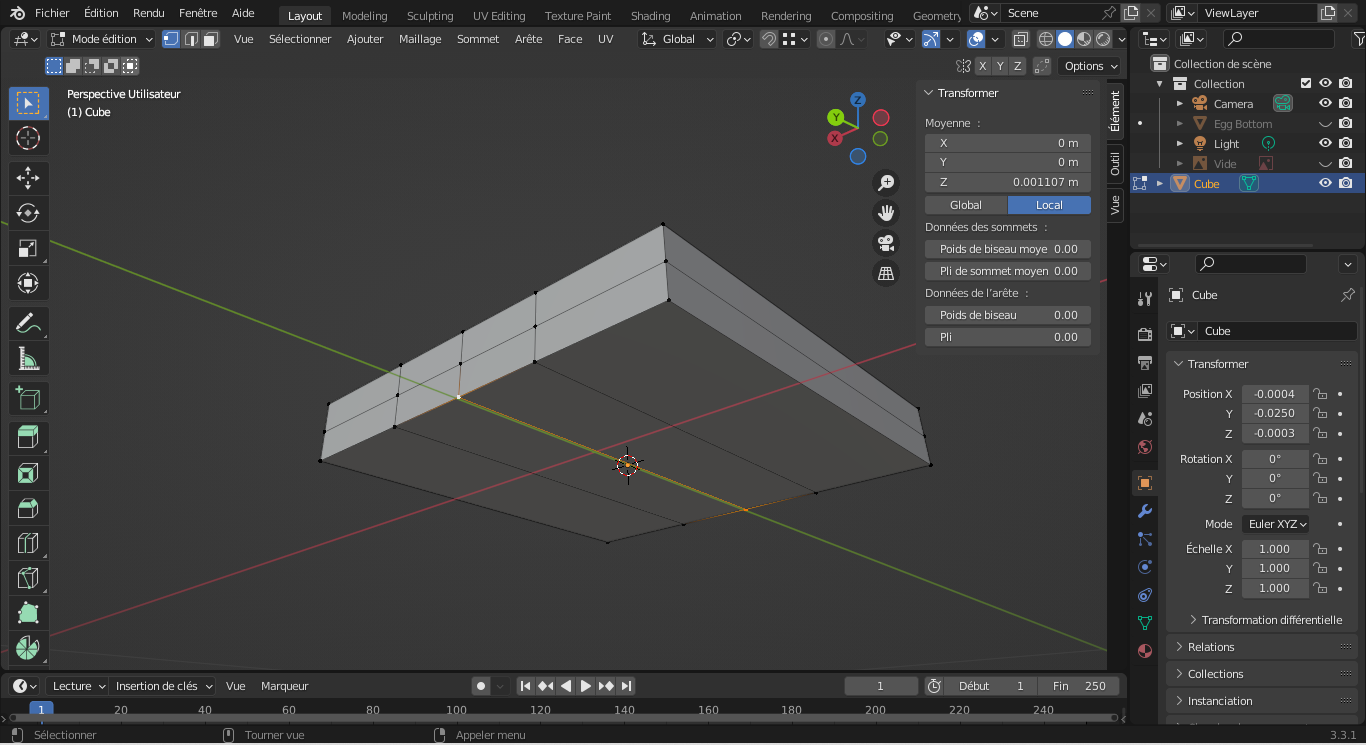 Fichier Édition Rendu Fenêtre Aide Layout Modeling Sculpting UV Editing Texture Paint Shading Animation Rendering Compositing Geometry Scene ViewLayer
Mode édition Vue Sélectionner Ajouter Maillage Sommet Arête Face UV Global
X Y Z Options
Perspective Utilisateur
(1) Cube
Z
Y
X
Transformer
Moyenne :
X 0 m
Y 0 m
Z 0.001107 m
Global Local
Données des sommets :
Poids de biseau moye 0.00
Pli de sommet moyen 0.00
Données de l'arête :
Poids de biseau 0.00
Pli 0.00
Élément
Outil
Vue
Collection de scène
Collection
Camera
Egg Bottom
Light
Vide
Cube
Cube
Cube
Transformer
Position X -0.0004
Y -0.0250
Z -0.0003
Rotation X 0°
Y 0°
Z 0°
Mode Euler XYZ
Échelle X 1.000
Y 1.000
Z 1.000
Transformation différentielle
Relations
Collections
Instanciation
Lecture Insertion de clés Vue Marqueur 1 Début 1 Fin 250
1 20 40 60 80 100 120 140 160 180 200 220 240
Sélectionner Tourner vue Appeler menu 3.3.1